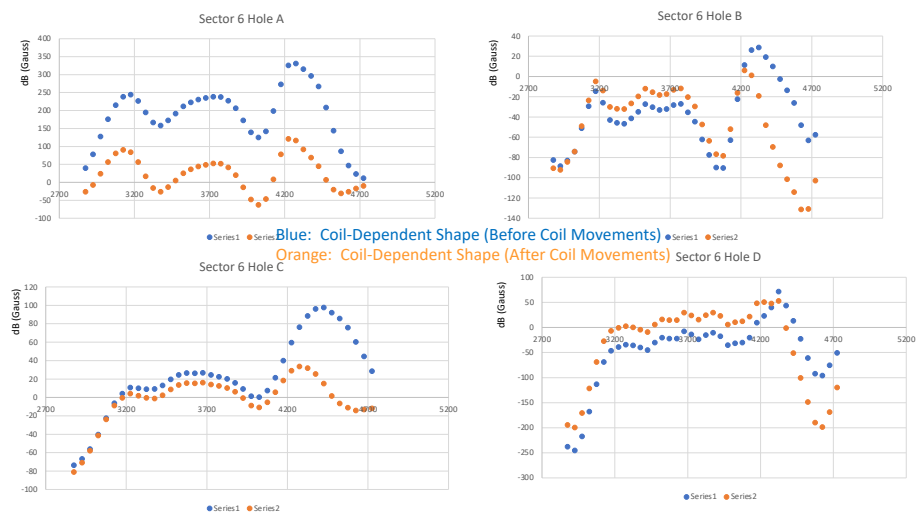 Sector 6 Hole A
dB (Gauss)
400
350
300
250
200
150
100
50
0
-50
-100
2700 3200 3700 4200 4700 5200
Series1 Series2
Sector 6 Hole B
dB (Gauss)
40
20
0
-20
-40
-60
-80
-100
-120
-140
2700 3200 3700 4200 4700 5200
Series1 Series2
Blue: Coil-Dependent Shape (Before Coil Movements)
Orange: Coil-Dependent Shape (After Coil Movements)
Sector 6 Hole C
dB (Gauss)
120
100
80
60
40
20
0
-20
-40
-60
-80
-100
2700 3200 3700 4200 4700 5200
Series1 Series2
Sector 6 Hole D
dB (Gauss)
100
50
0
-50
-100
-150
-200
-250
-300
2700 3200 3700 4200 4700 5200
Series1 Series2